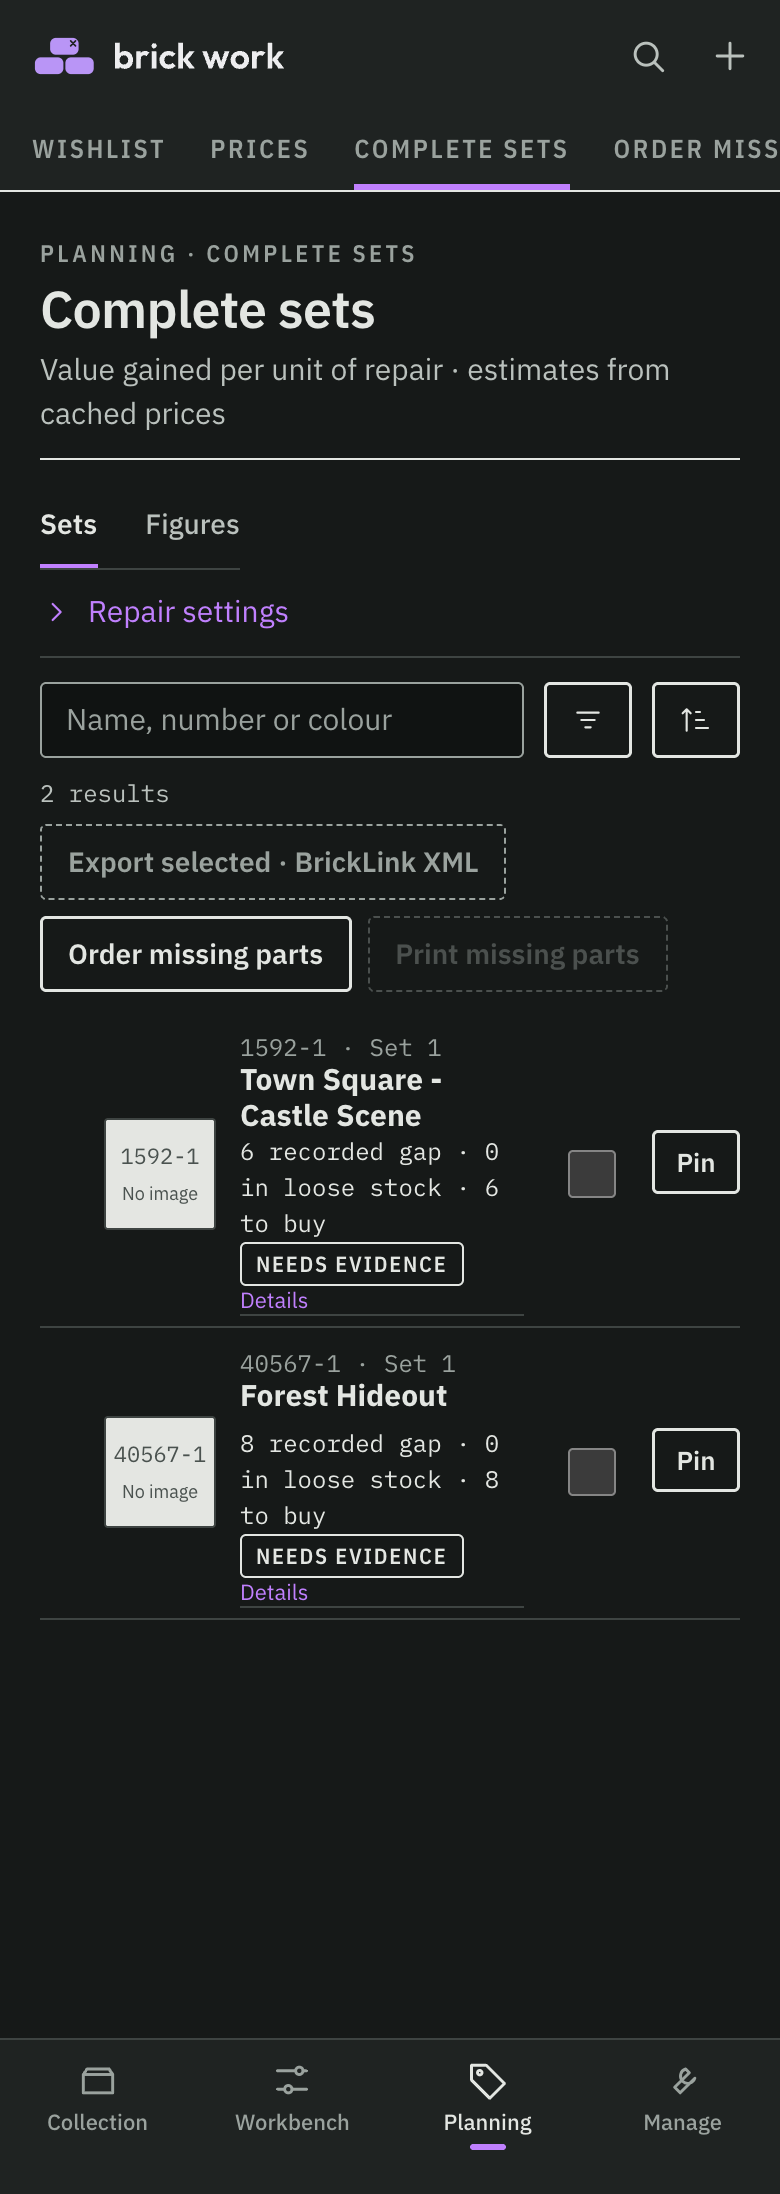 brick work
WISHLIST PRICES COMPLETE SETS ORDER MISS
PLANNING · COMPLETE SETS
Complete sets
Value gained per unit of repair · estimates from
cached prices
Sets Figures
Repair settings
Name, number or colour
2 results
Export selected · BrickLink XML
Order missing parts Print missing parts
1592-1 · Set 1
Town Square -
Castle Scene
1592-1
No image
6 recorded gap · 0
in loose stock · 6
to buy
NEEDS EVIDENCE
Details
Pin
40567-1 · Set 1
Forest Hideout
40567-1
No image
8 recorded gap · 0
in loose stock · 8
to buy
NEEDS EVIDENCE
Details
Pin
Collection Workbench Planning Manage